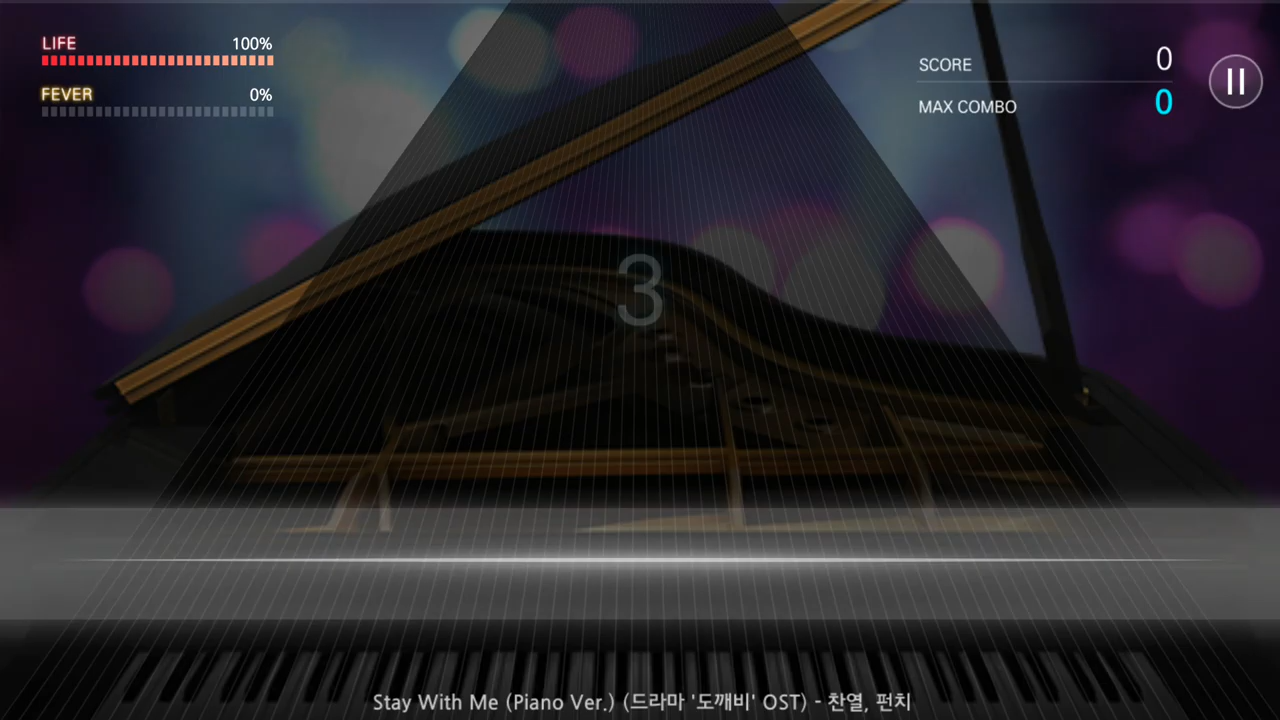 LIFE 100%
FEVER 0%
SCORE 0
MAX COMBO 0
3
Stay With Me (Piano Ver.) (드라마 '도깨비' OST) - 찬열, 펀치